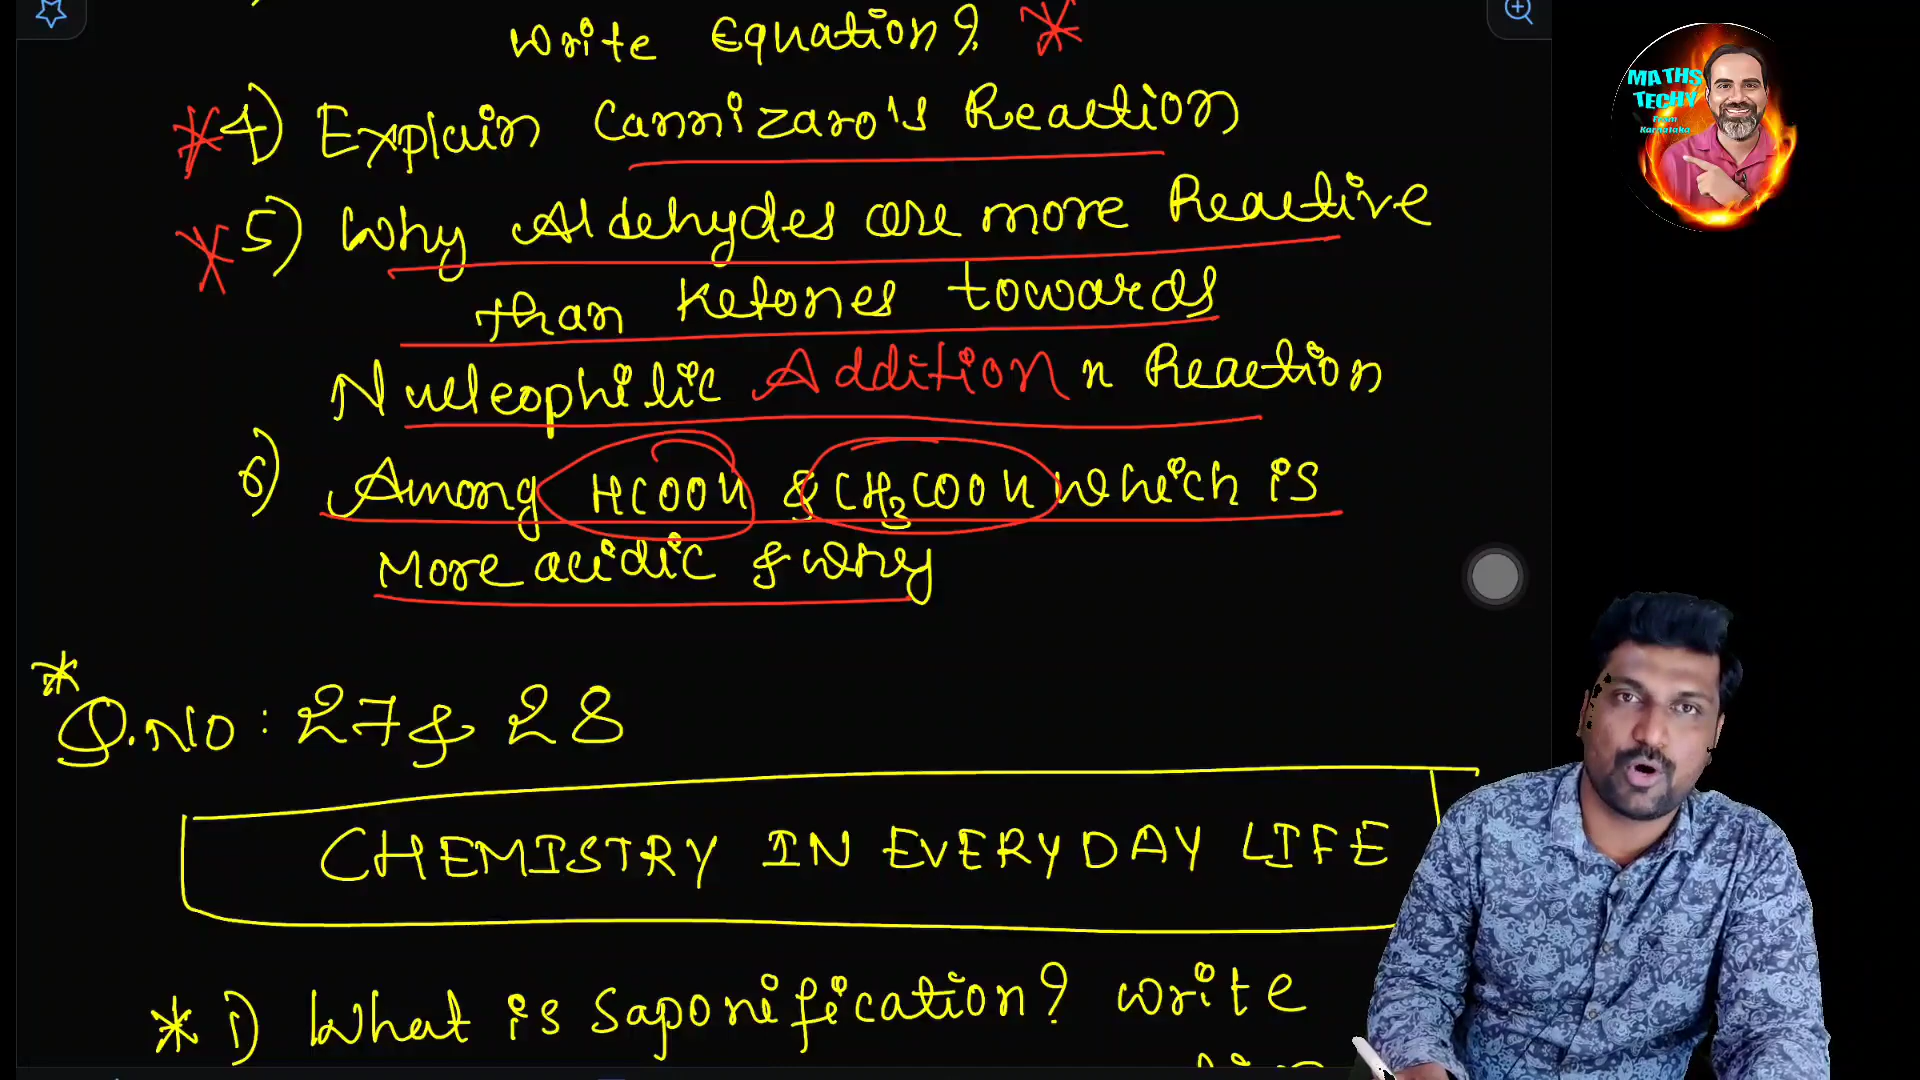 Write Equation?
MATHS
TECHY
From
Karnataka
4) Explain Cannizaro's Reaction
5) Why Aldehydes are more Reactive
than Ketones towards
Nucleophilic Addition n Reaction
6) Among HCOOH & CH3COOH which is
More acidic & why
Q.NO : 27 & 28
CHEMISTRY IN EVERYDAY LIFE
i) What is Saponification? write